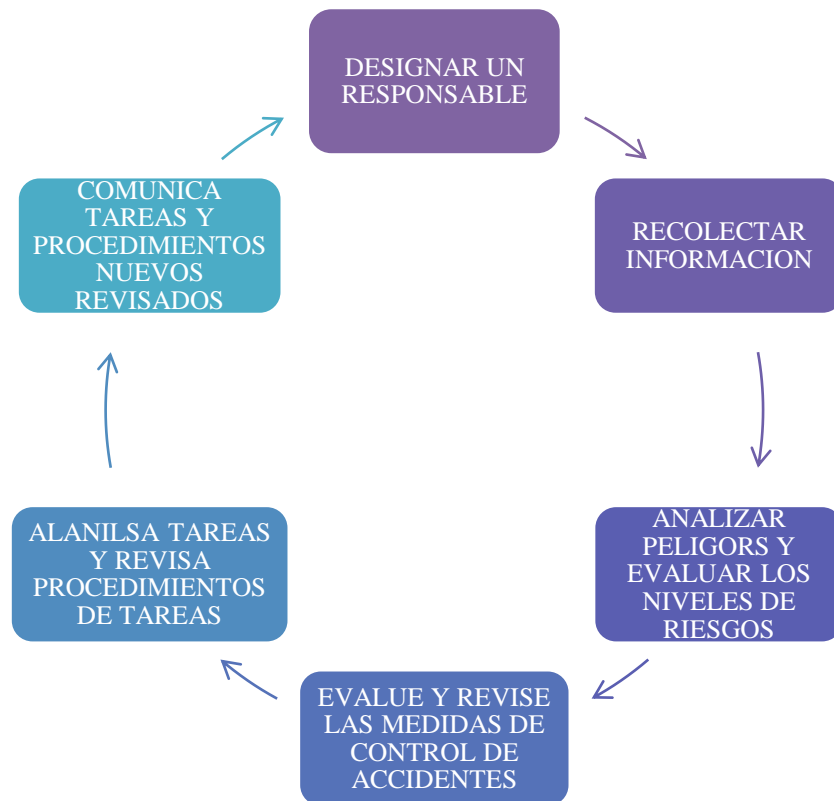 DESIGNAR UN
RESPONSABLE
RECOLECTAR
INFORMACION
ANALIZAR
PELIGORS Y
EVALUAR LOS
NIVELES DE
RIESGOS
EVALUE Y REVISE
LAS MEDIDAS DE
CONTROL DE
ACCIDENTES
ALANILSA TAREAS
Y REVISA
PROCEDIMIENTOS
DE TAREAS
COMUNICA
TAREAS Y
PROCEDIMIENTOS
NUEVOS
REVISADOS